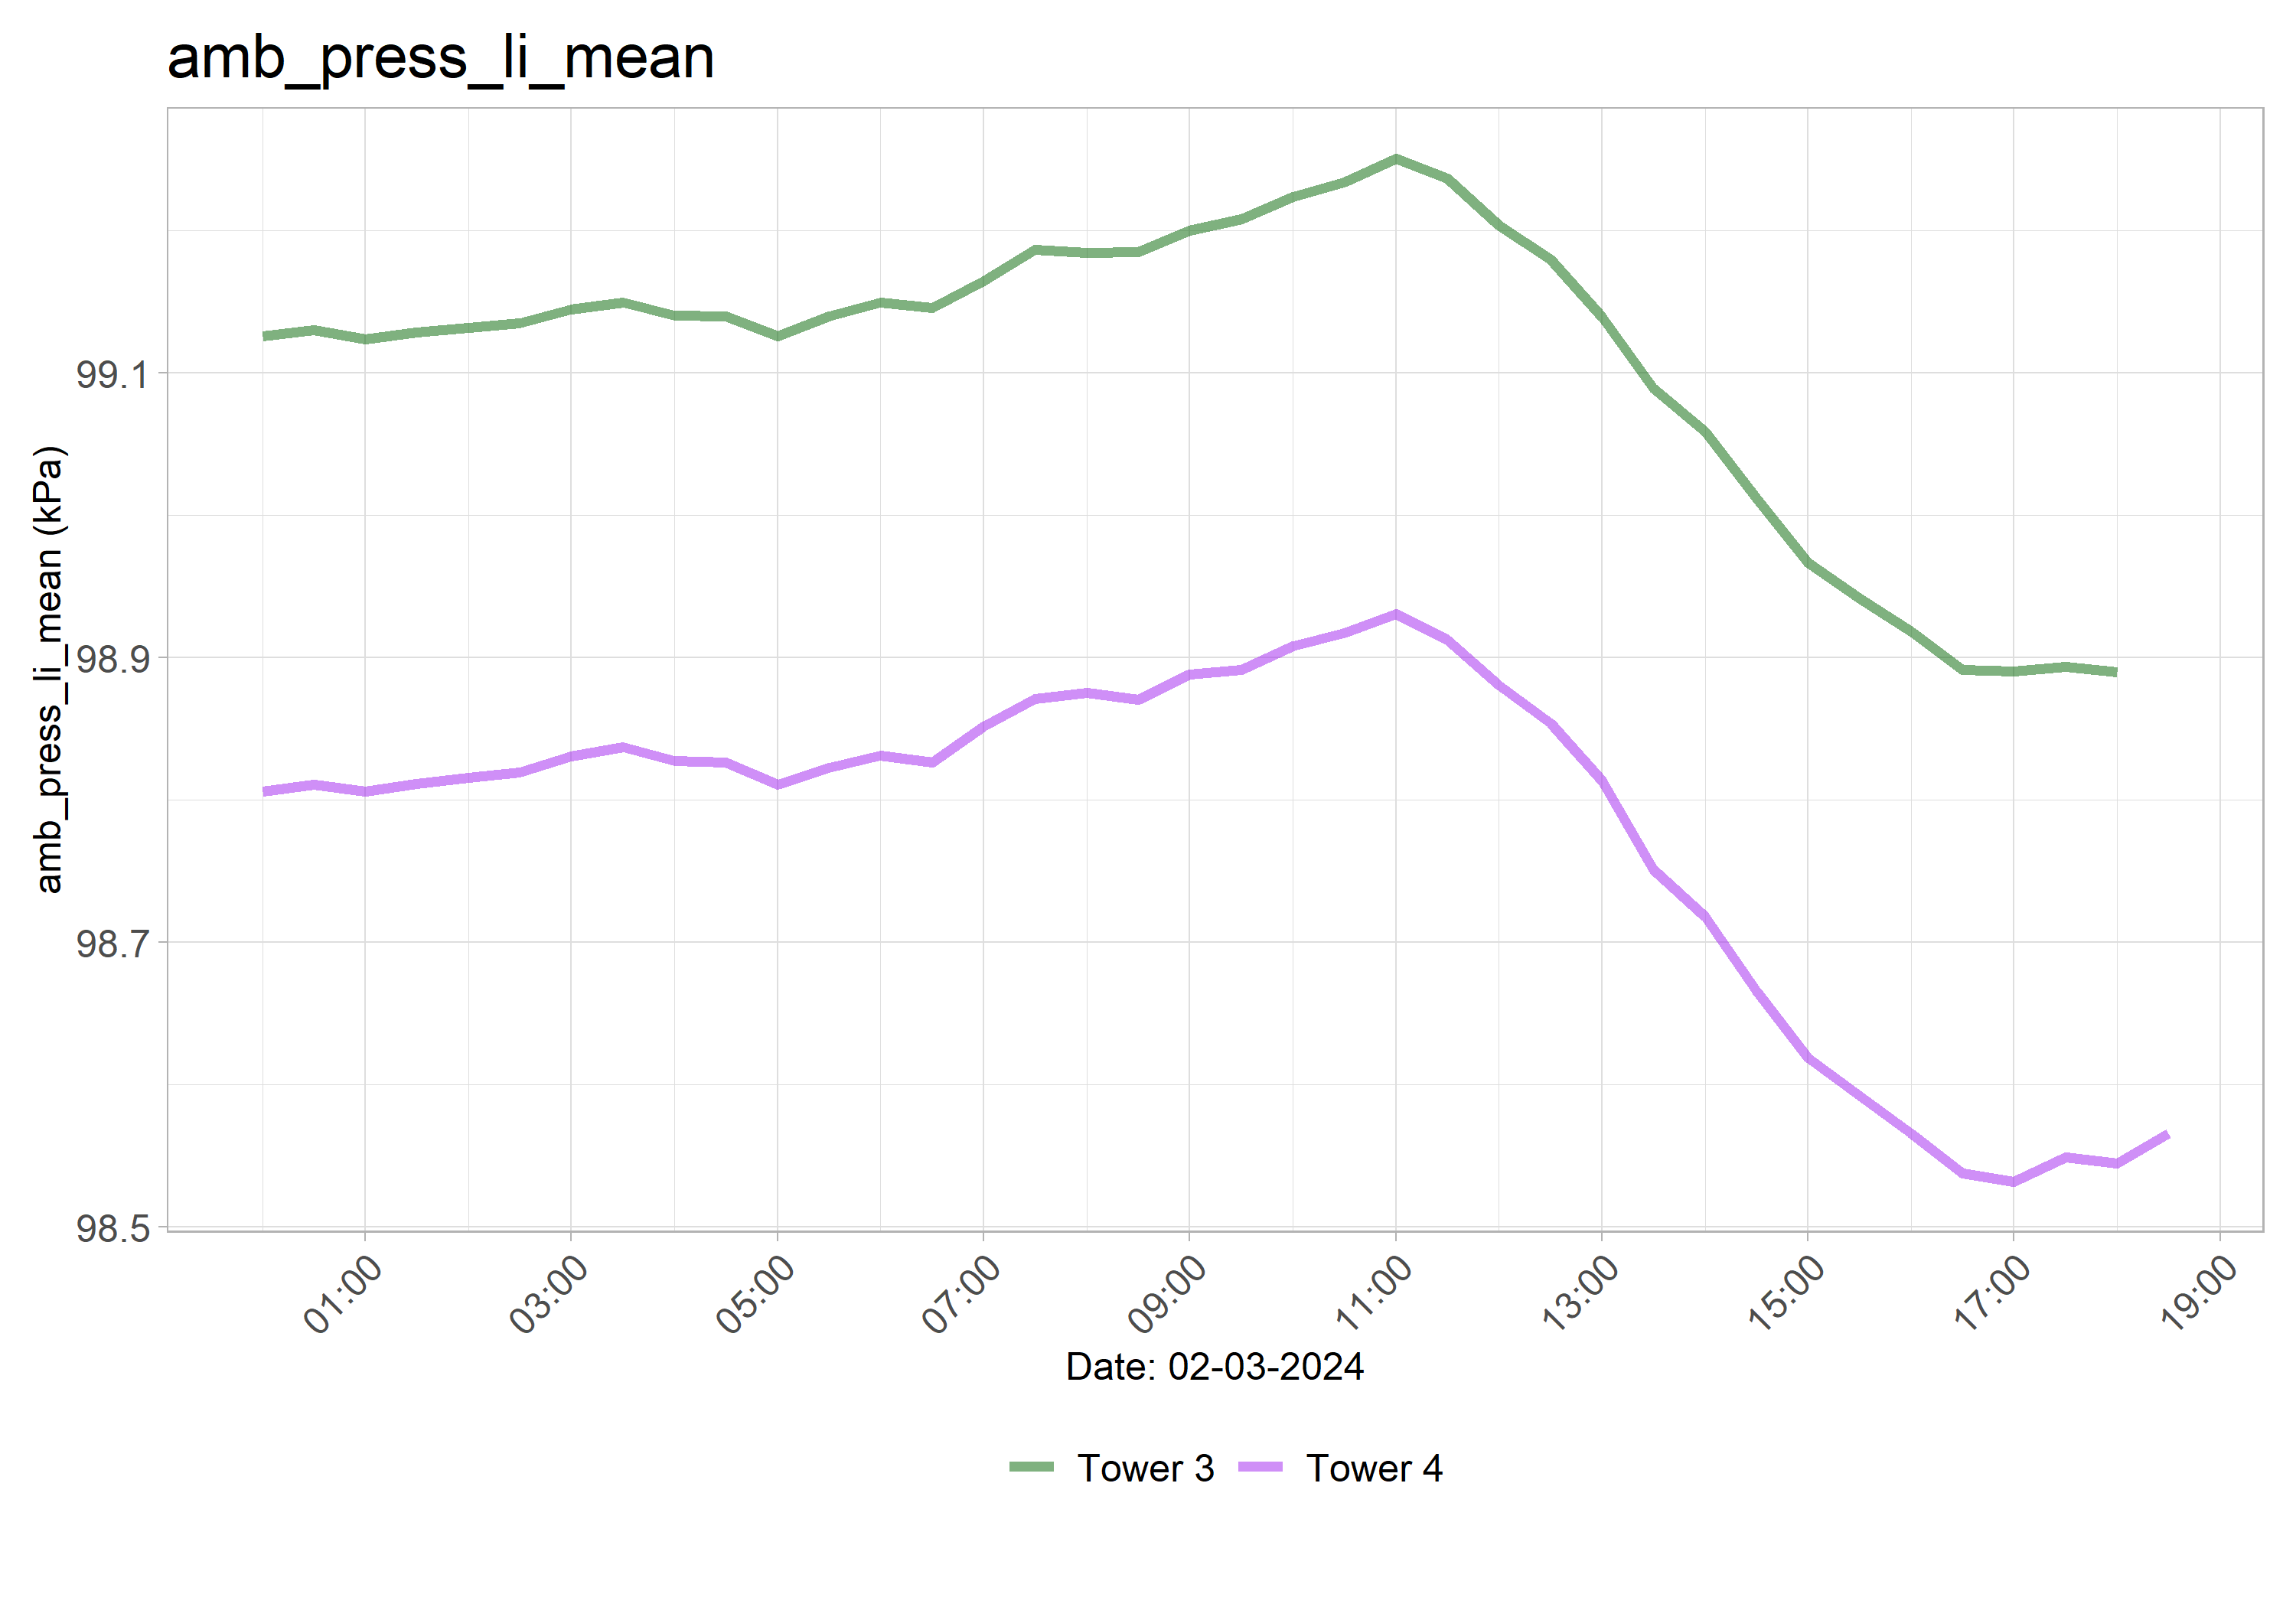 amb_press_li_mean
amb_press_li_mean (kPa)
99.1
98.9
98.7
98.5
01:00
03:00
05:00
07:00
09:00
11:00
13:00
15:00
17:00
19:00
Date: 02-03-2024
Tower 3
Tower 4